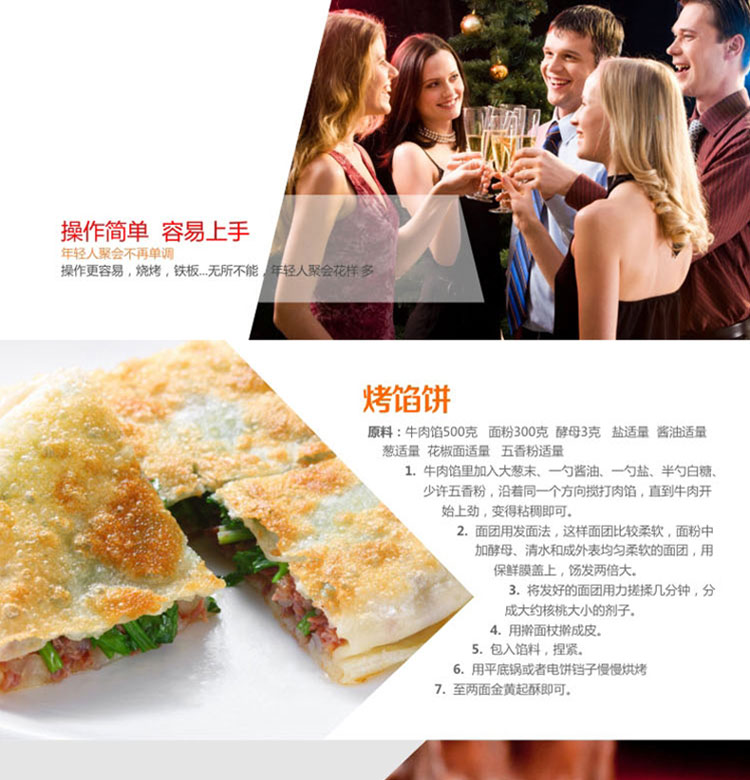 操作简单 容易上手
年轻人聚会不再单调
操作更容易，烧烤，铁板...无所不能，年轻人聚会花样 多
烤馅饼
原料：牛肉馅500克 面粉300克 酵母3克 盐适量 酱油适量
葱适量 花椒面适量 五香粉适量
1. 牛肉馅里加入大葱末、一勺酱油、一勺盐、半勺白糖、
少许五香粉，沿着同一个方向搅打肉馅，直到牛肉开
始上劲，变得粘稠即可。
2. 面团用发面法，这样面团比较柔软，面粉中
加酵母、清水和成外表均匀柔软的面团，用
保鲜膜盖上，饧发两倍大。
3. 将发好的面团用力搓揉几分钟，分
成大约核桃大小的剂子。
4. 用擀面杖擀成皮。
5. 包入馅料，捏紧。
6. 用平底锅或者电饼铛子慢慢烘烤
7. 至两面金黄起酥即可。